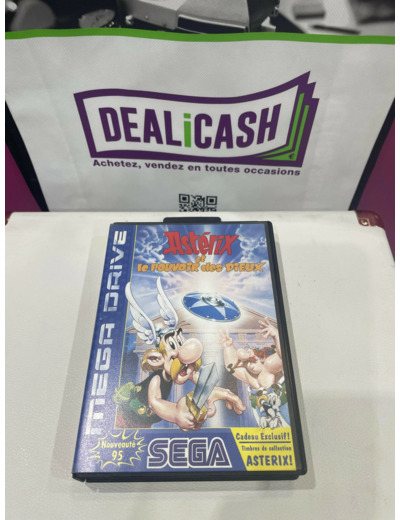 DEALiCASH
Achetez, vendez en toutes occasions
Astérix
et
le POUVOIR des DIEUX
MEGA DRIVE
Nouveauté
95
SEGA
Cadeau Exclusif!
Timbres de collection
ASTERIX!